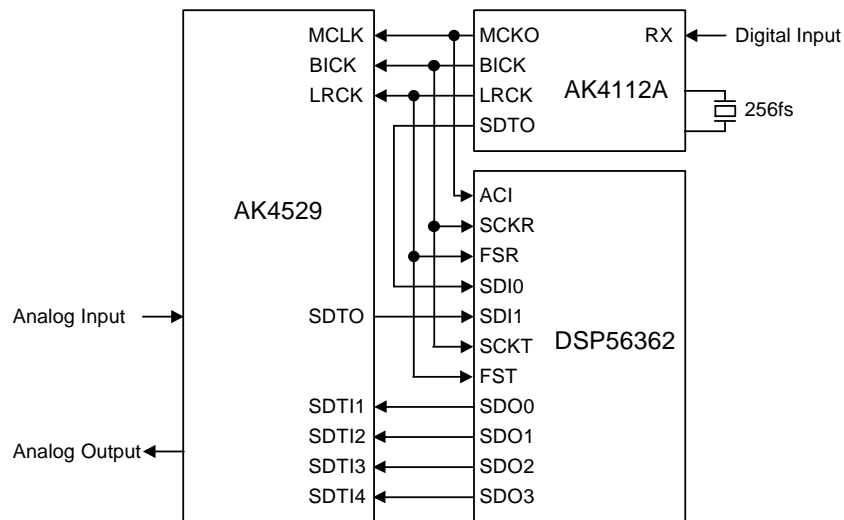 MCLK
BICK
LRCK
AK4529
Analog Input
SDTO
SDTI1
SDTI2
SDTI3
SDTI4
Analog Output
MCKO
BICK
LRCK
SDTO
RX
AK4112A
Digital Input
256fs
ACI
SCKR
FSR
SDI0
SDI1
SCKT
FST
SDO0
SDO1
SDO2
SDO3
DSP56362